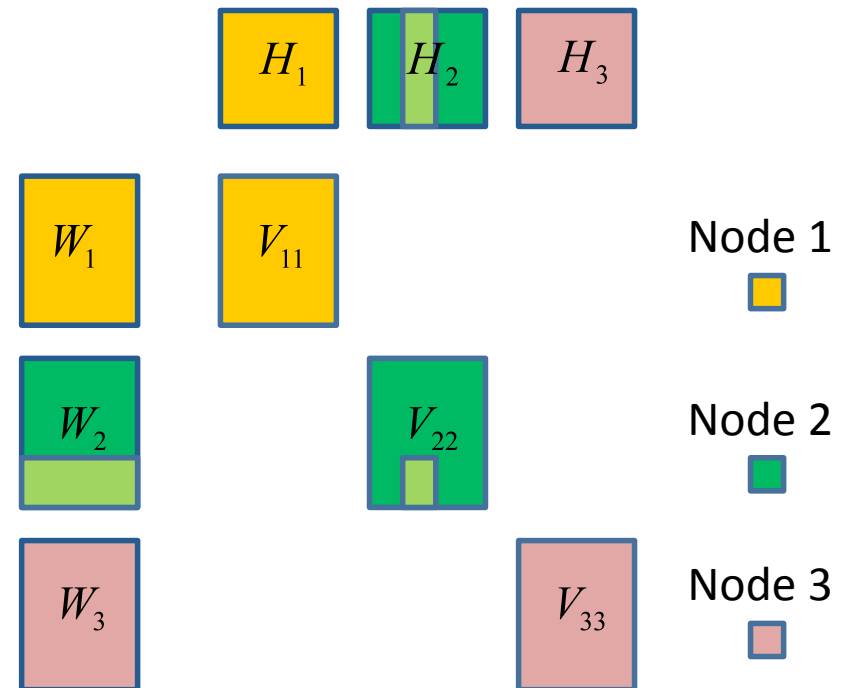 H₁ H₂ H₃
W₁ V₁₁ Node 1
W₂ V₂₂ Node 2
W₃ V₃₃ Node 3